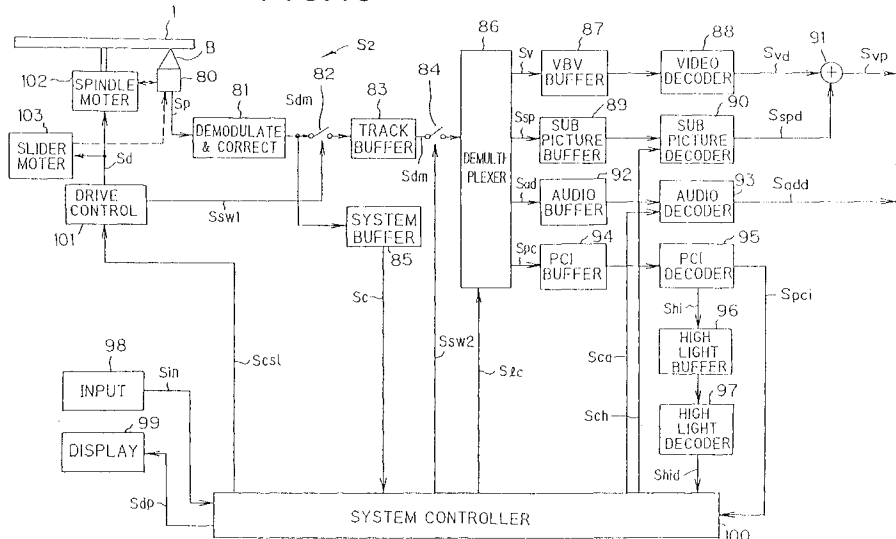 1
B
S2
102
SPINDLE
MOTER
80
103
Sp
SLIDER
MOTER
Sd
81
DEMODULATE
& CORRECT
Sdm
82
83
TRACK
BUFFER
84
Sdm
86
DEMULTI
PLEXER
Sv
87
VBV
BUFFER
88
VIDEO
DECODER
Svd
91
Svp
Ssp
89
SUB
PICTURE
BUFFER
90
SUB
PICTURE
DECODER
Sspd
Sad
92
AUDIO
BUFFER
93
AUDIO
DECODER
Sadd
Spc
94
PCI
BUFFER
95
PCI
DECODER
Spci
DRIVE
CONTROL
101
Ssw1
SYSTEM
BUFFER
85
Sc
Shi
96
HIGH
LIGHT
BUFFER
97
HIGH
LIGHT
DECODER
Shid
98
INPUT
Sin
99
DISPLAY
Sdp
Scsl
Ssw2
Slc
Sca
Sch
SYSTEM CONTROLLER
100